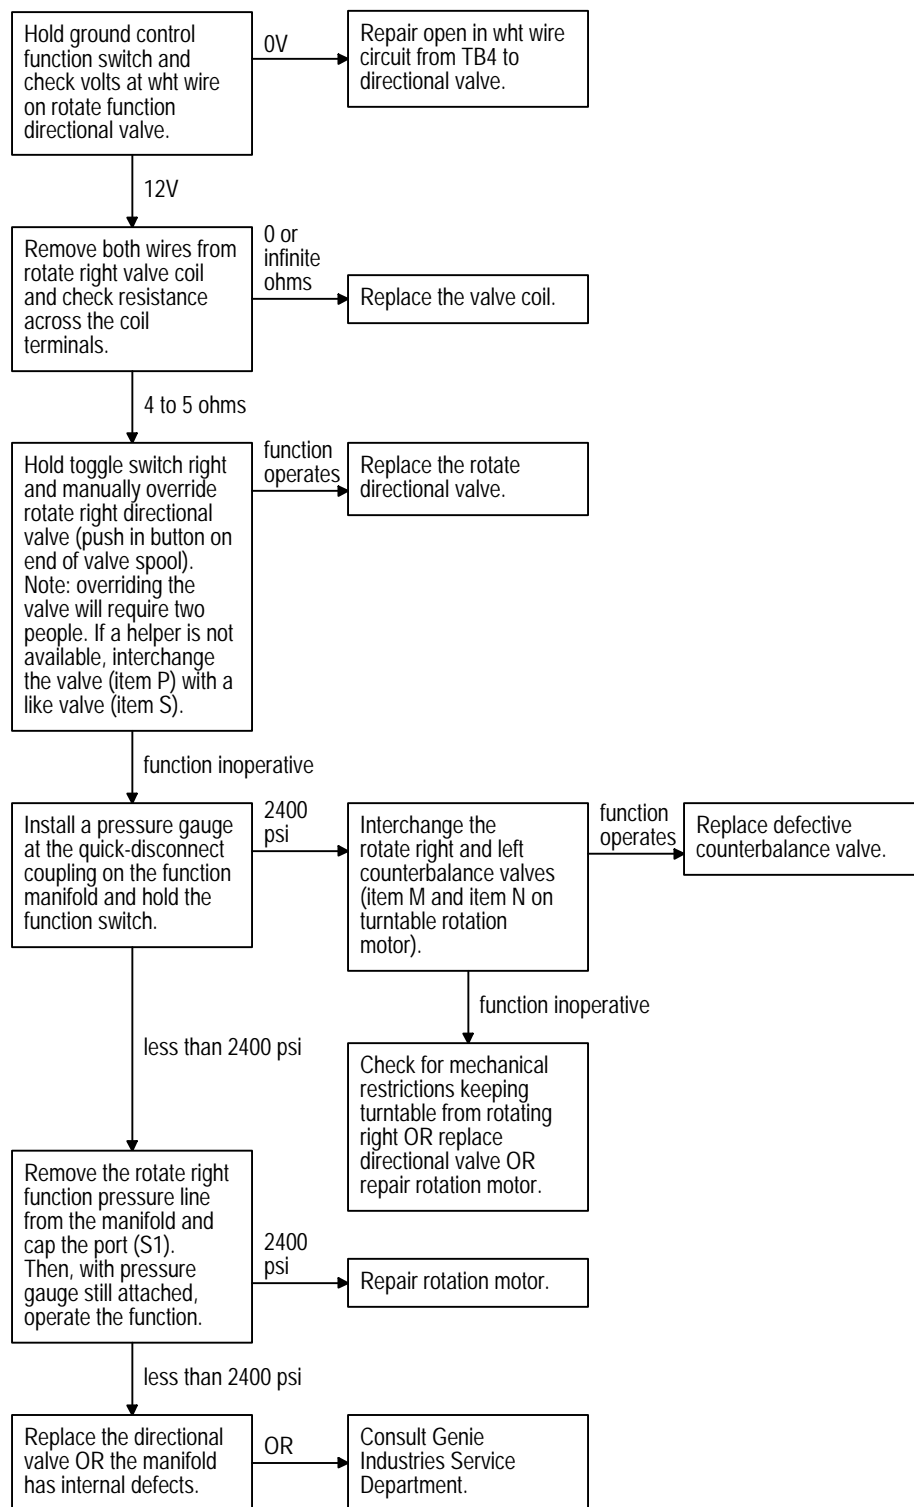 Hold ground control
function switch and
check volts at wht wire
on rotate function
directional valve.
0V
Repair open in wht wire
circuit from TB4 to
directional valve.
12V
Remove both wires from
rotate right valve coil
and check resistance
across the coil
terminals.
0 or
infinite
ohms
Replace the valve coil.
4 to 5 ohms
Hold toggle switch right
and manually override
rotate right directional
valve (push in button on
end of valve spool).
Note: overriding the
valve will require two
people. If a helper is not
available, interchange
the valve (item P) with a
like valve (item S).
function
operates
Replace the rotate
directional valve.
function inoperative
Install a pressure gauge
at the quick-disconnect
coupling on the function
manifold and hold the
function switch.
2400
psi
Interchange the
rotate right and left
counterbalance valves
(item M and item N on
turntable rotation
motor).
function
operates
Replace defective
counterbalance valve.
function inoperative
Check for mechanical
restrictions keeping
turntable from rotating
right OR replace
directional valve OR
repair rotation motor.
less than 2400 psi
Remove the rotate right
function pressure line
from the manifold and
cap the port (S1).
Then, with pressure
gauge still attached,
operate the function.
2400
psi
Repair rotation motor.
less than 2400 psi
Replace the directional
valve OR the manifold
has internal defects.
OR
Consult Genie
Industries Service
Department.